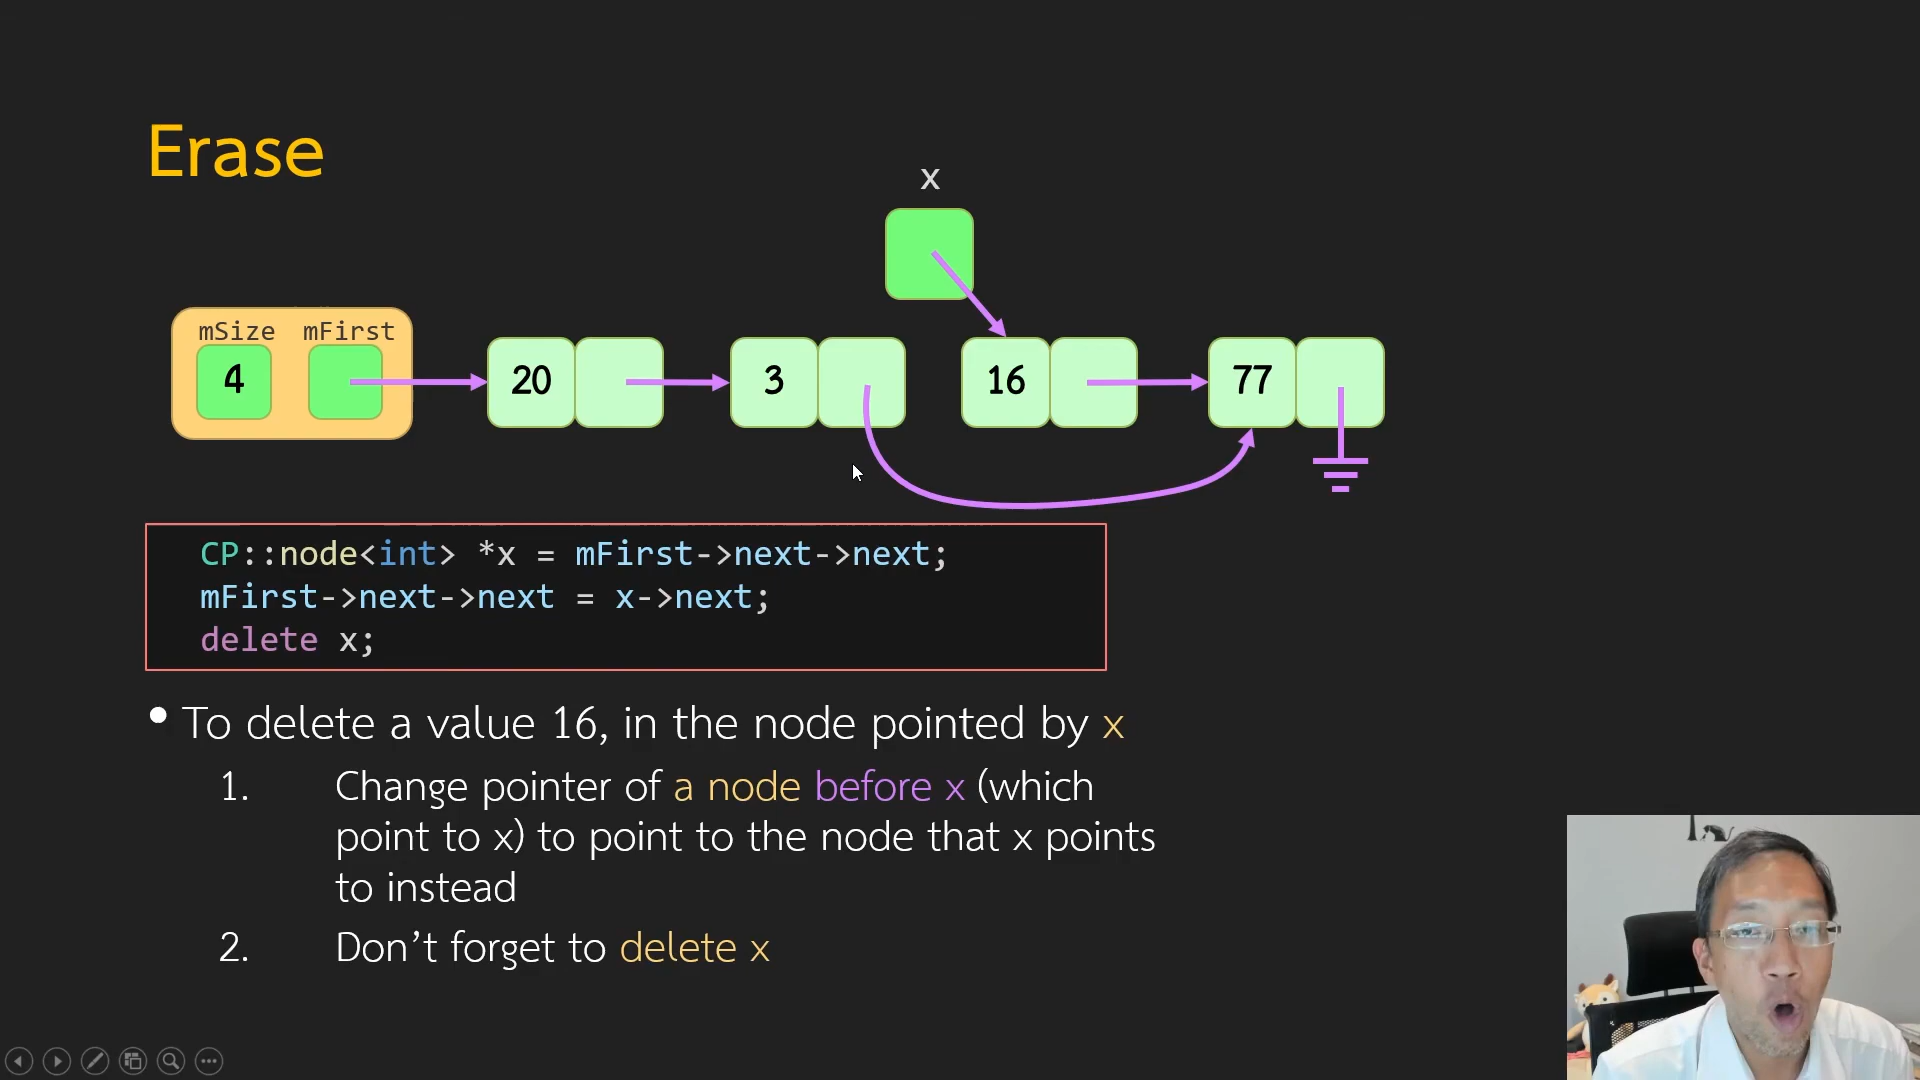 Erase
x
mSize mFirst
4 20 3 16 77
CP::node<int> *x = mFirst->next->next;
mFirst->next->next = x->next;
delete x;
• To delete a value 16, in the node pointed by x
1. Change pointer of a node before x (which
point to x) to point to the node that x points
to instead
2. Don’t forget to delete x